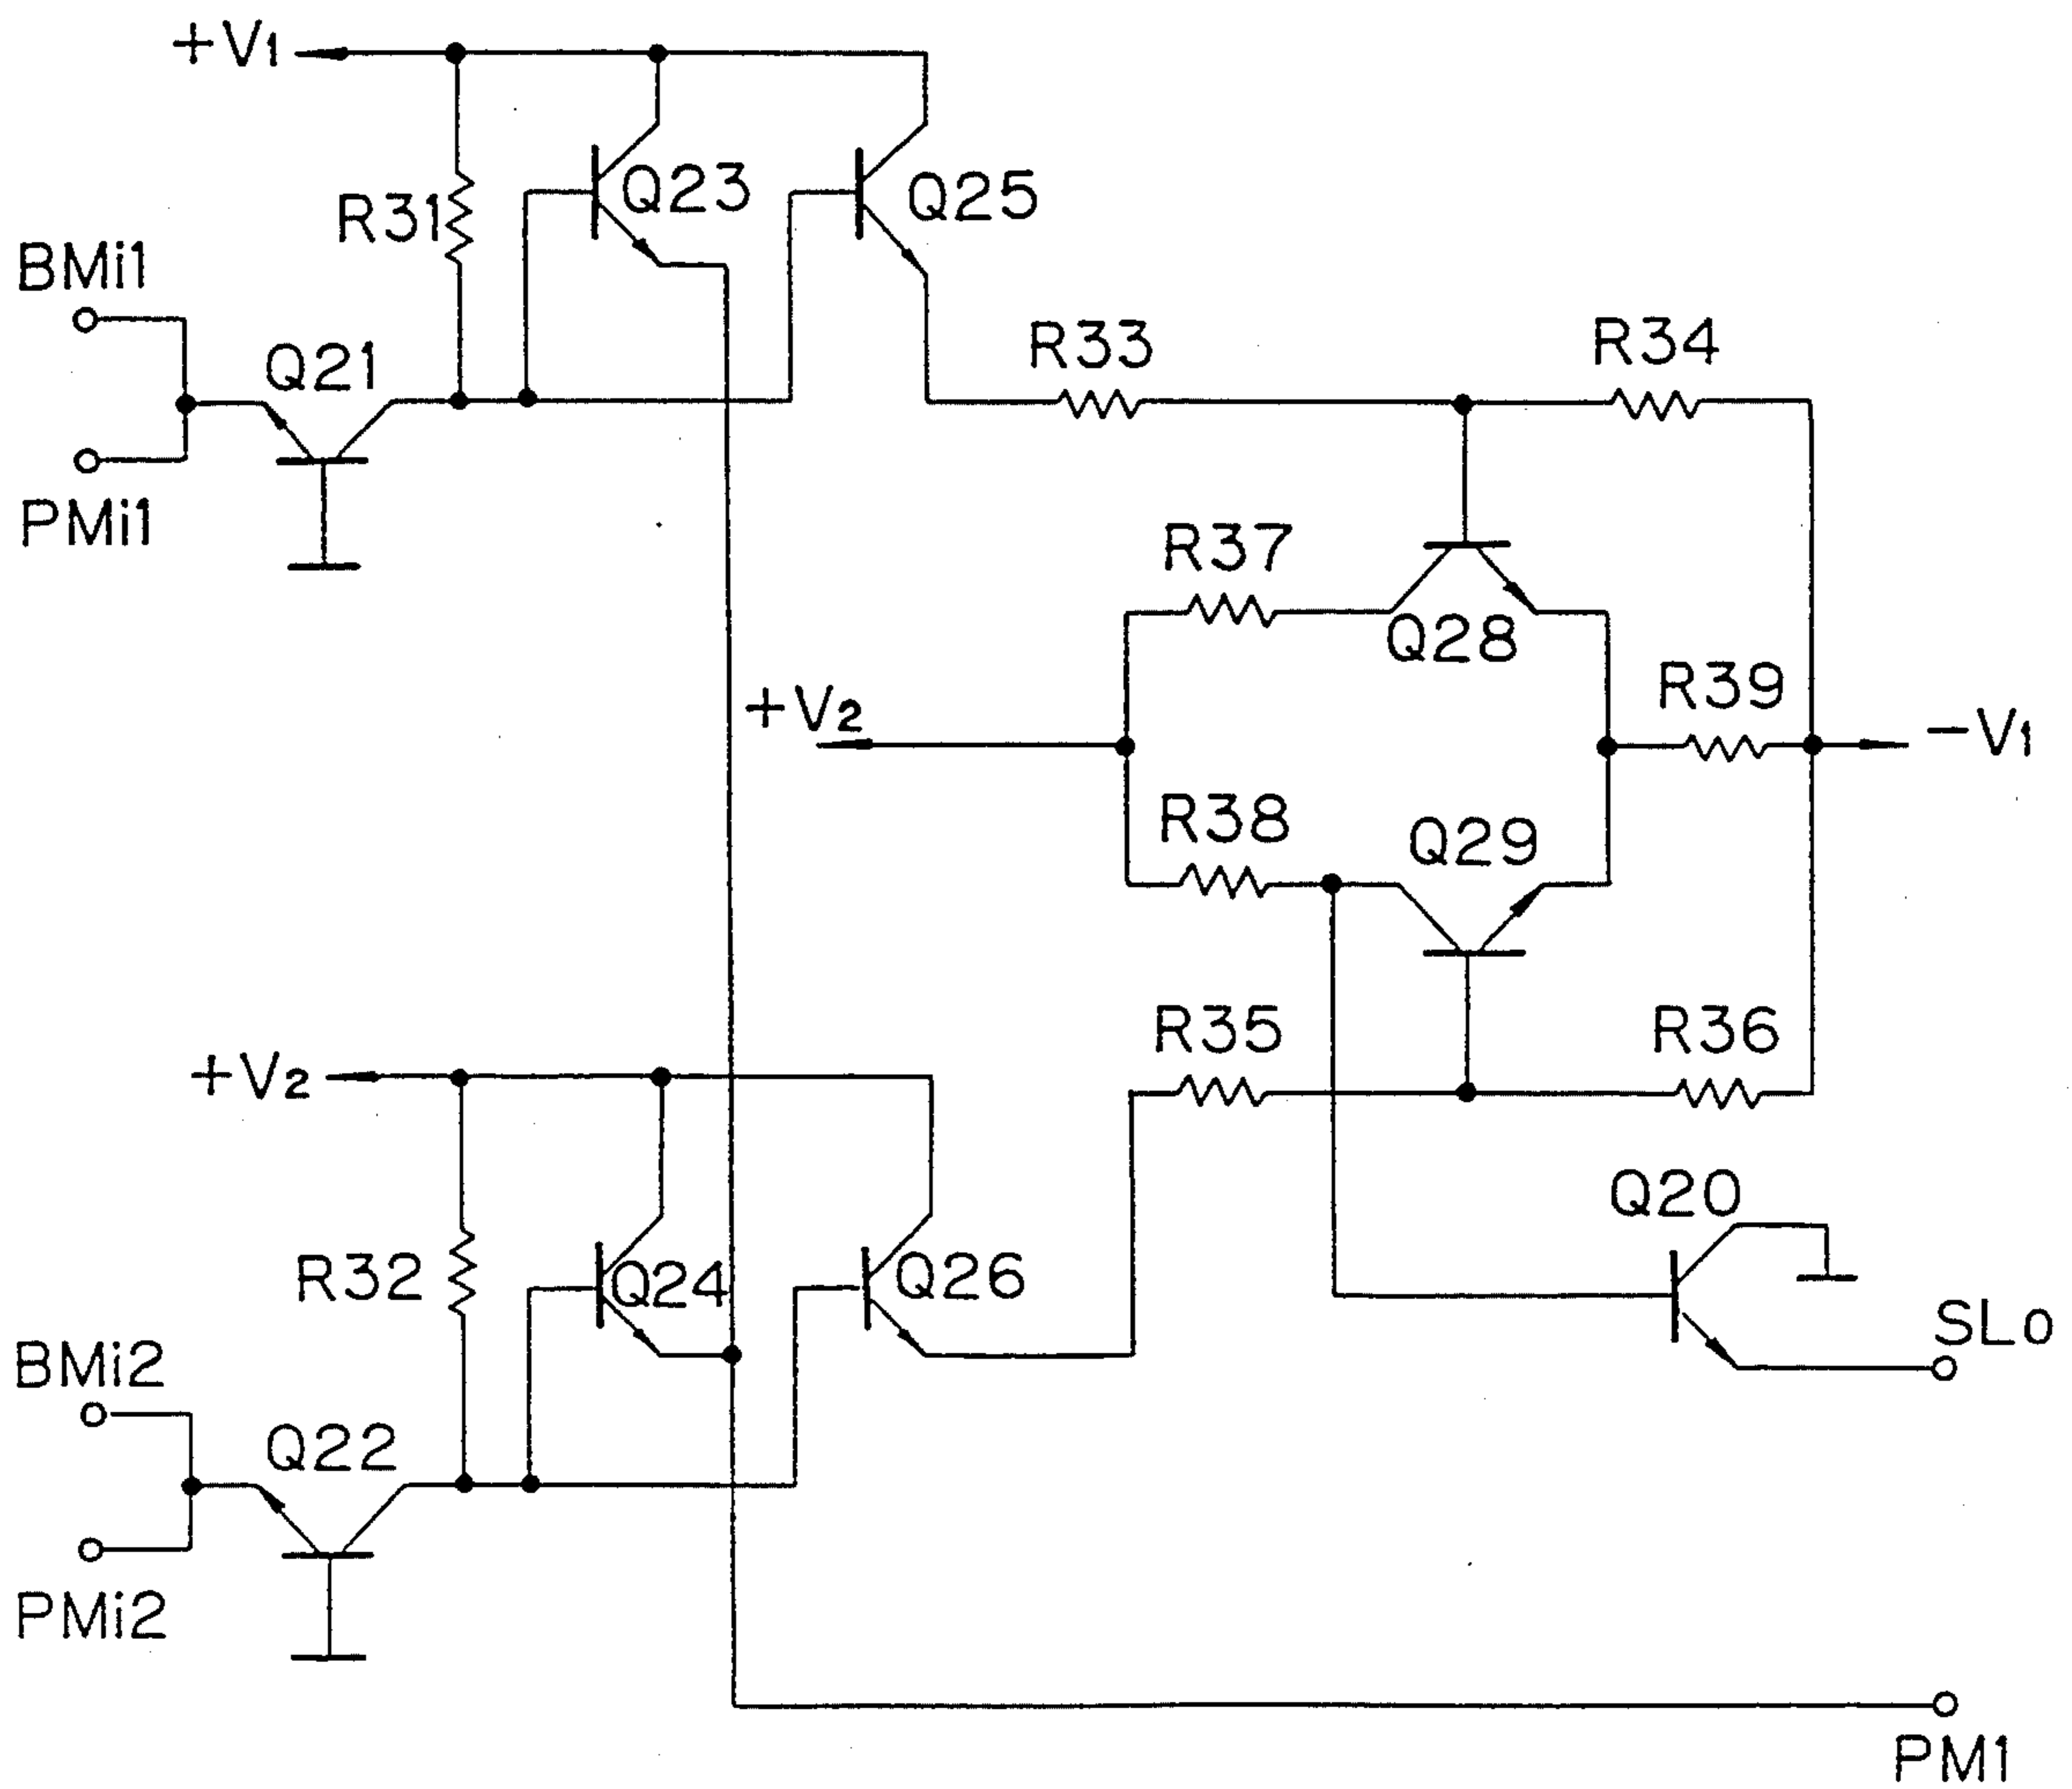 +V1
R31
Q23
Q25
BMi1
Q21
PMi1
R33
R34
R37
Q28
+V2
R39
-V1
R38
Q29
R35
R36
+V2
Q20
R32
Q24
Q26
SLo
BMi2
Q22
PMi2
PM1